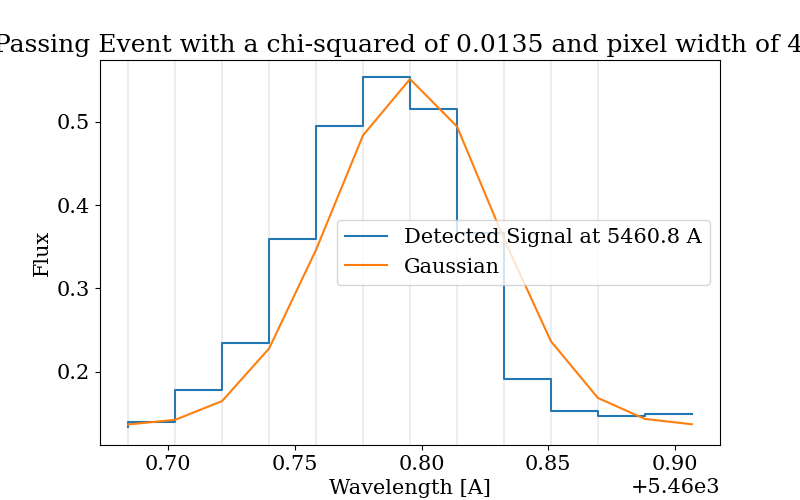 Passing Event with a chi-squared of 0.0135 and pixel width of 4
Flux
0.5
0.4
0.3
0.2
Detected Signal at 5460.8 A
Gaussian
0.70 0.75 0.80 0.85 0.90
Wavelength [A]
+5.46e3